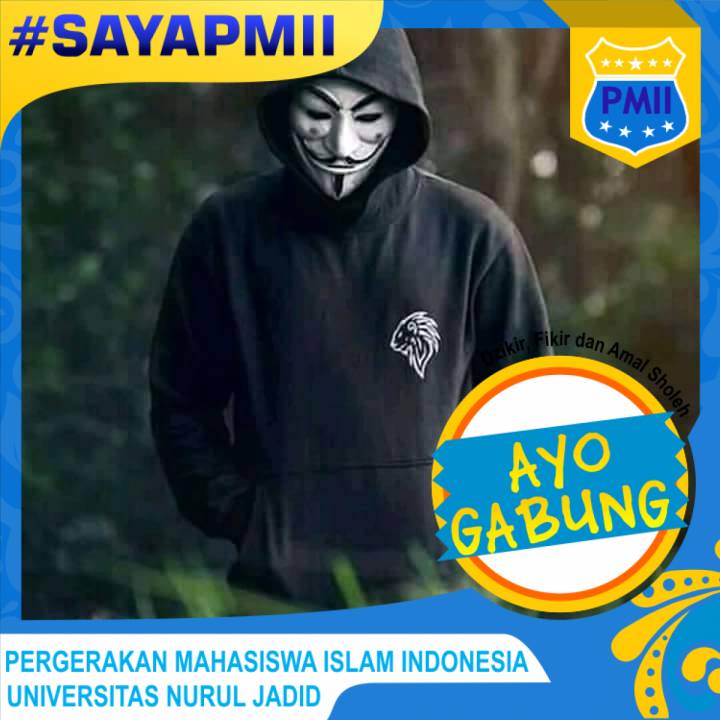 #SAYAPMII
PMII
Dzikir, Fikir dan Amal Sholeh
AYO
GABUNG
PERGERAKAN MAHASISWA ISLAM INDONESIA
UNIVERSITAS NURUL JADID